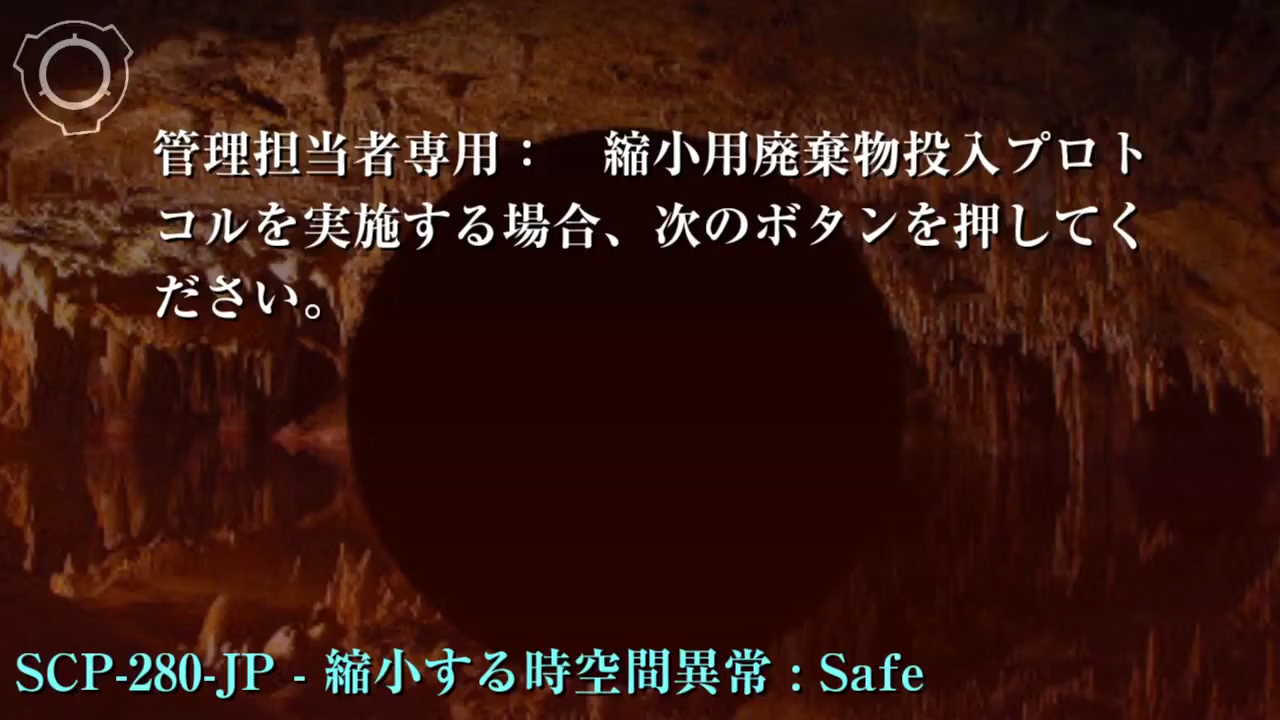 管理担当者専用：　縮小用廃棄物投入プロト
コルを実施する場合、次のボタンを押してく
ださい。
SCP-280-JP - 縮小する時空間異常：Safe